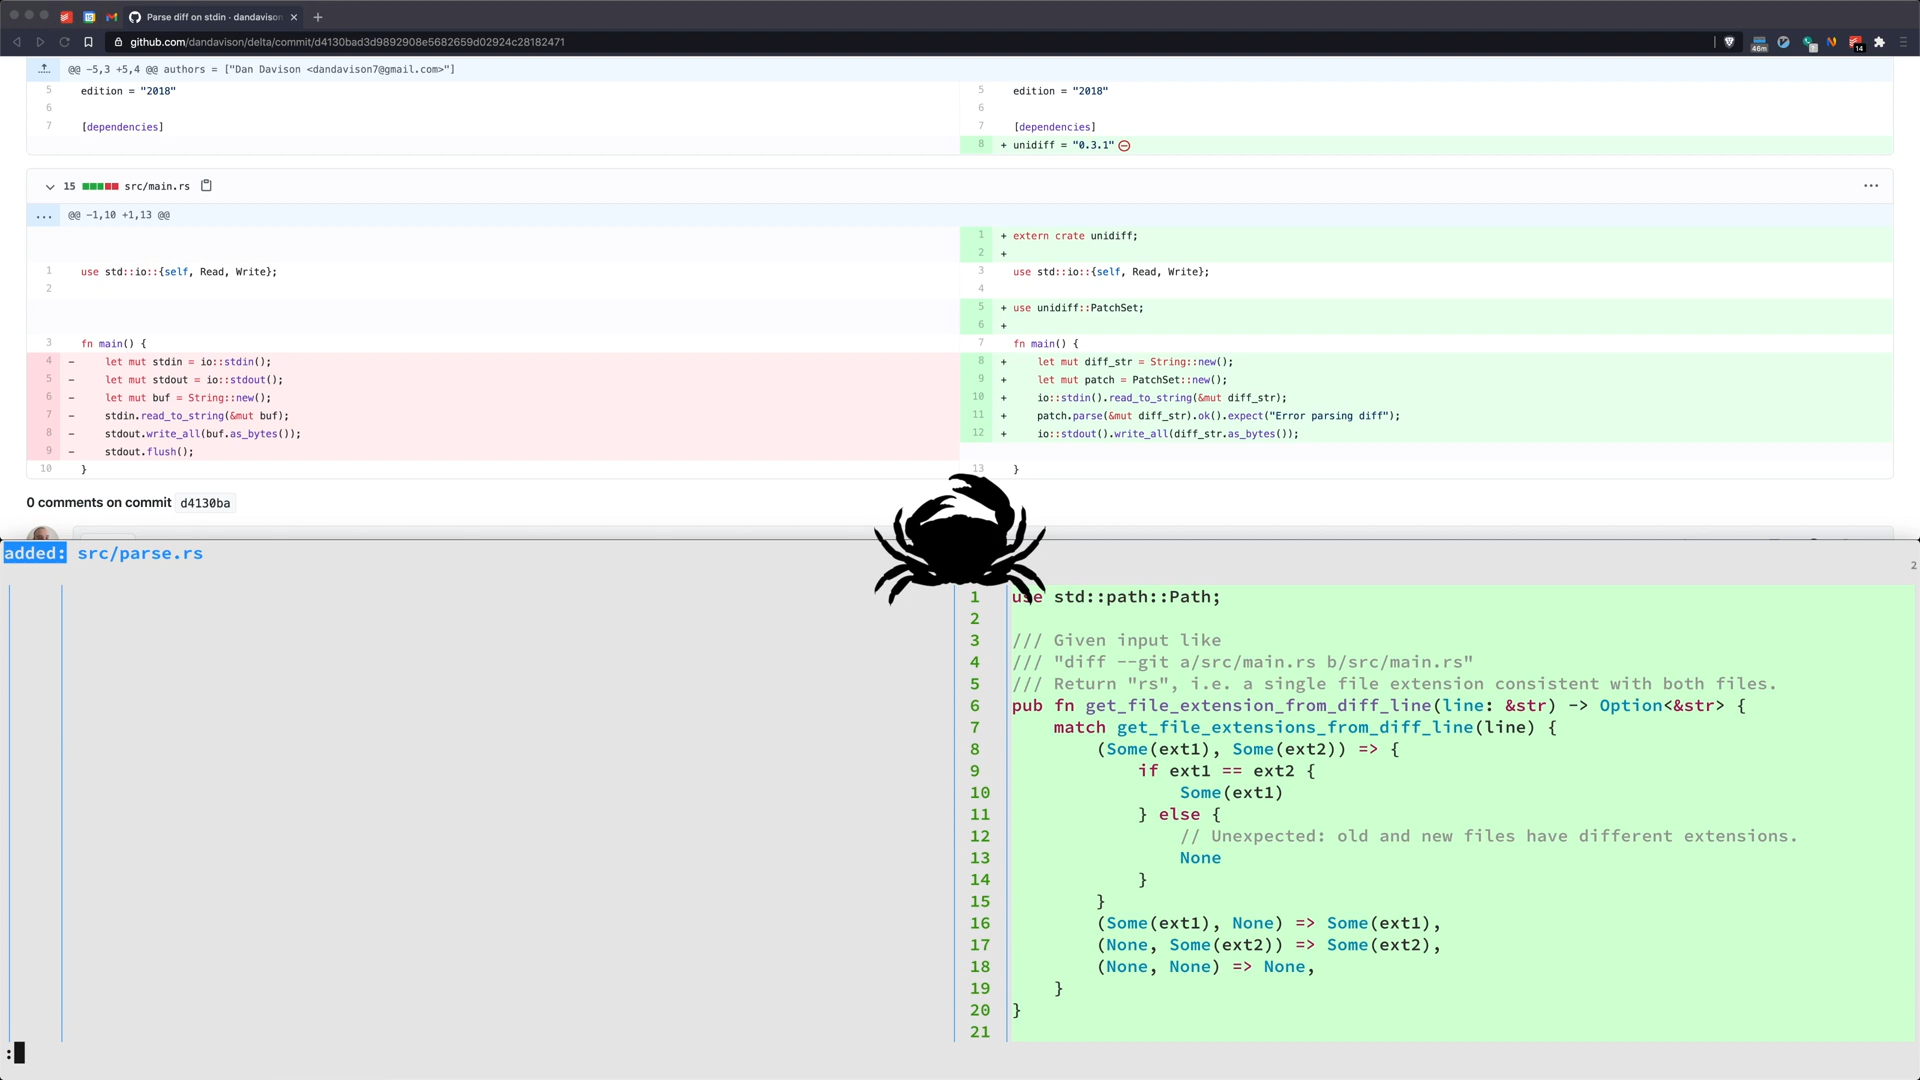 Parse diff on stdin · dandavison
github.com/dandavison/delta/commit/d4130bad3d9892908e5682659d02924c28182471
46m
14
@@ -5,3 +5,4 @@ authors = ["Dan Davison <dandavison7@gmail.com>"]
5 edition = "2018"
6
7 [dependencies]
5 edition = "2018"
6
7 [dependencies]
8 + unidiff = "0.3.1"
15 src/main.rs
... @@ -1,10 +1,13 @@
1 use std::io::{self, Read, Write};
2
3 fn main() {
4 - let mut stdin = io::stdin();
5 - let mut stdout = io::stdout();
6 - let mut buf = String::new();
7 - stdin.read_to_string(&mut buf);
8 - stdout.write_all(buf.as_bytes());
9 - stdout.flush();
10 }
1 + extern crate unidiff;
2 +
3 use std::io::{self, Read, Write};
4
5 + use unidiff::PatchSet;
6 +
7 fn main() {
8 + let mut diff_str = String::new();
9 + let mut patch = PatchSet::new();
10 + io::stdin().read_to_string(&mut diff_str);
11 + patch.parse(&mut diff_str).ok().expect("Error parsing diff");
12 + io::stdout().write_all(diff_str.as_bytes());
13 }
0 comments on commit d4130ba
added: src/parse.rs
2
1 use std::path::Path;
2
3 /// Given input like
4 /// "diff --git a/src/main.rs b/src/main.rs"
5 /// Return "rs", i.e. a single file extension consistent with both files.
6 pub fn get_file_extension_from_diff_line(line: &str) -> Option<&str> {
7 match get_file_extensions_from_diff_line(line) {
8 (Some(ext1), Some(ext2)) => {
9 if ext1 == ext2 {
10 Some(ext1)
11 } else {
12 // Unexpected: old and new files have different extensions.
13 None
14 }
15 }
16 (Some(ext1), None) => Some(ext1),
17 (None, Some(ext2)) => Some(ext2),
18 (None, None) => None,
19 }
20 }
21
: